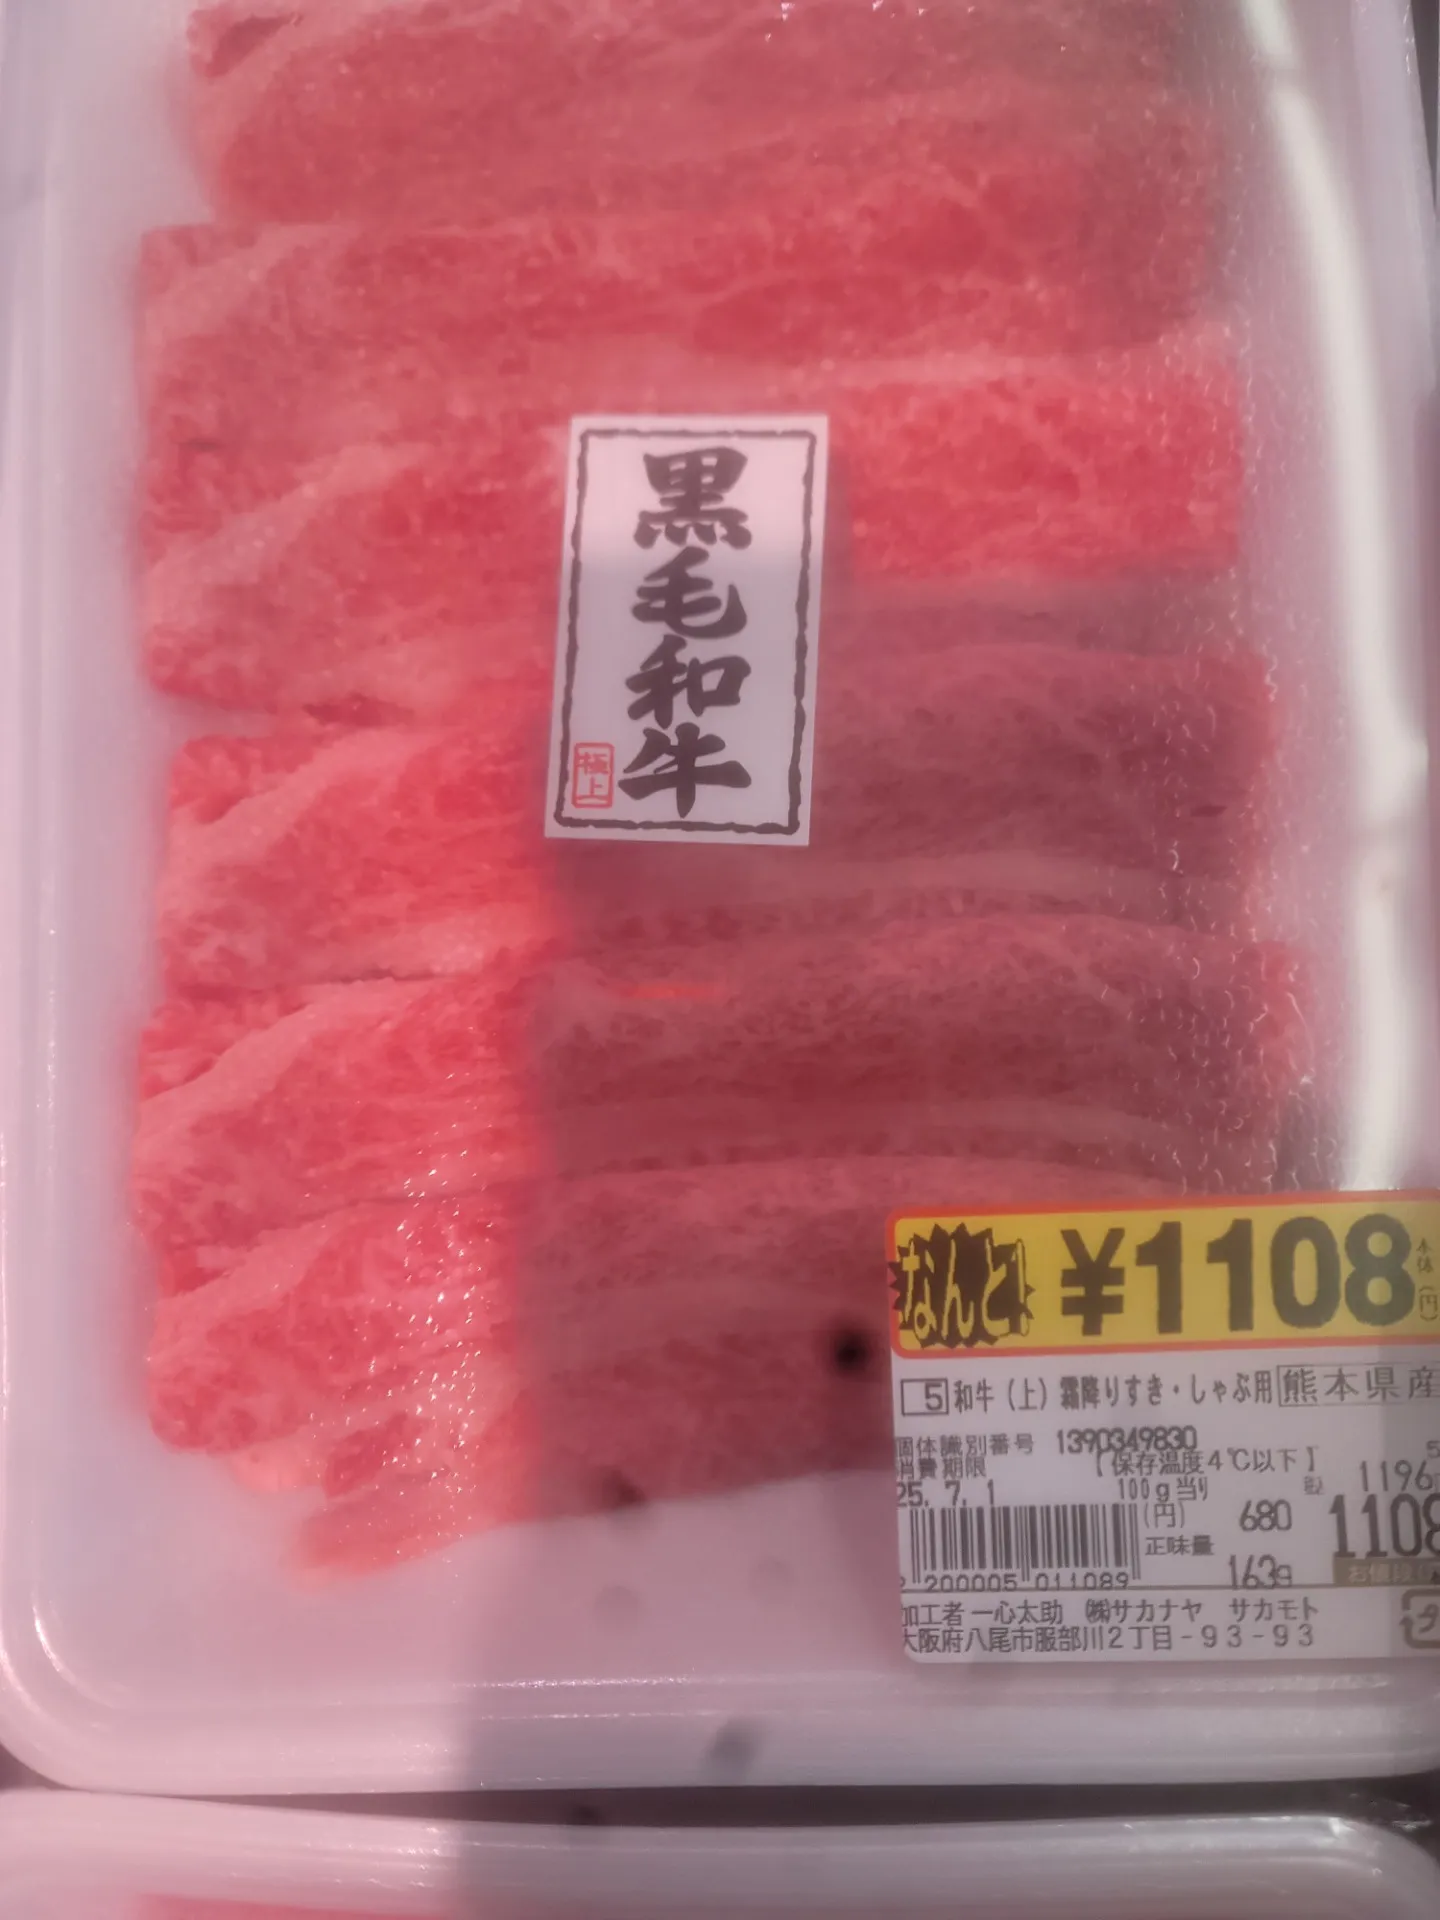 黒毛和牛
極上
なんと! ¥1108 本体(円)
5 和牛(上)霜降りすき・しゃぶ用 熊本県産
個体識別番号 1390349830
消費期限 【保存温度4℃以下】
25. 7. 1 100g当り 1196
(円) 680 1108
正味量 163g お値段
200005 011089
加工者 一心太助 ㈱サカナヤ サカモト
大阪府八尾市服部川2丁目-93-93